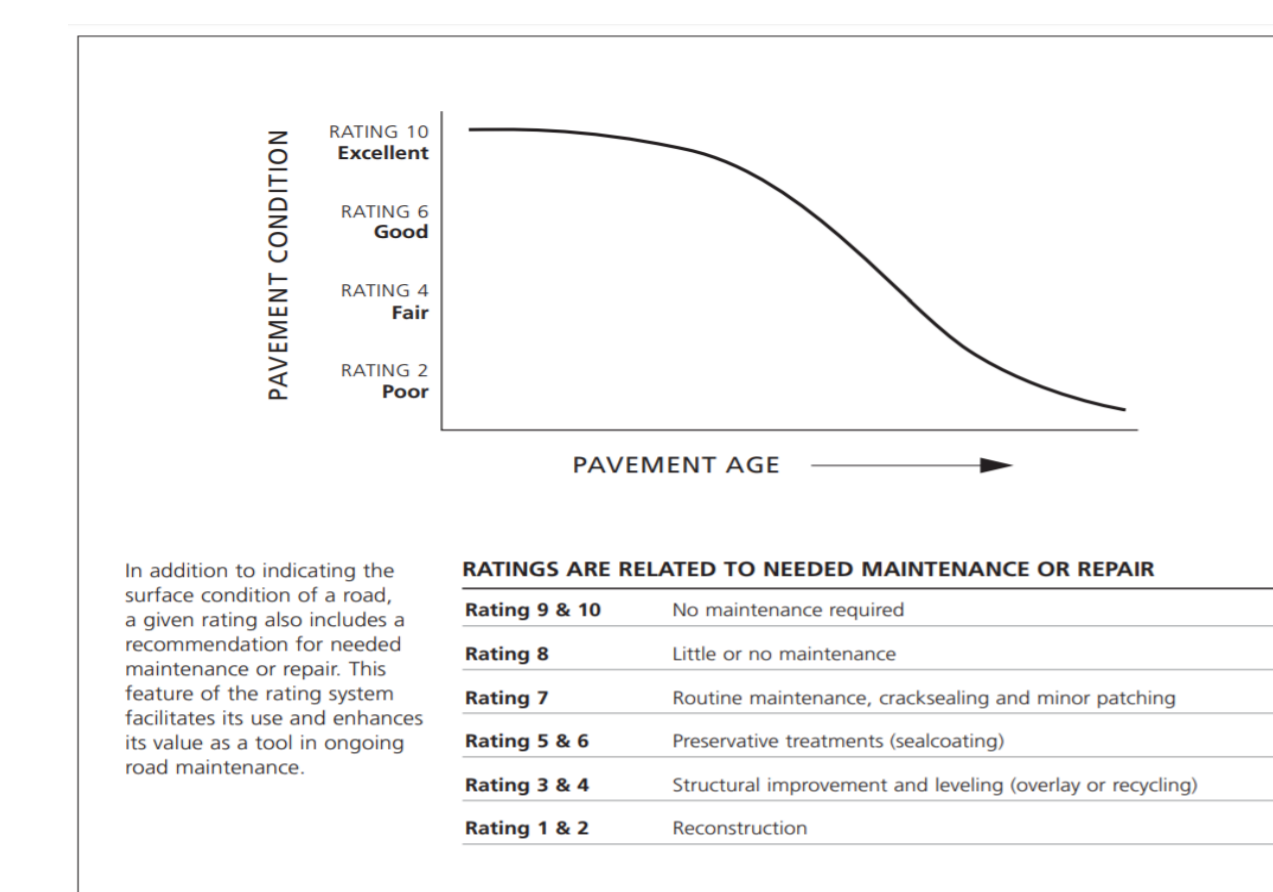 PAVEMENT CONDITION
RATING 10
Excellent
RATING 6
Good
RATING 4
Fair
RATING 2
Poor
PAVEMENT AGE
In addition to indicating the
surface condition of a road,
a given rating also includes a
recommendation for needed
maintenance or repair. This
feature of the rating system
facilitates its use and enhances
its value as a tool in ongoing
road maintenance.
RATINGS ARE RELATED TO NEEDED MAINTENANCE OR REPAIR
Rating 9 & 10 No maintenance required
Rating 8 Little or no maintenance
Rating 7 Routine maintenance, cracksealing and minor patching
Rating 5 & 6 Preservative treatments (sealcoating)
Rating 3 & 4 Structural improvement and leveling (overlay or recycling)
Rating 1 & 2 Reconstruction